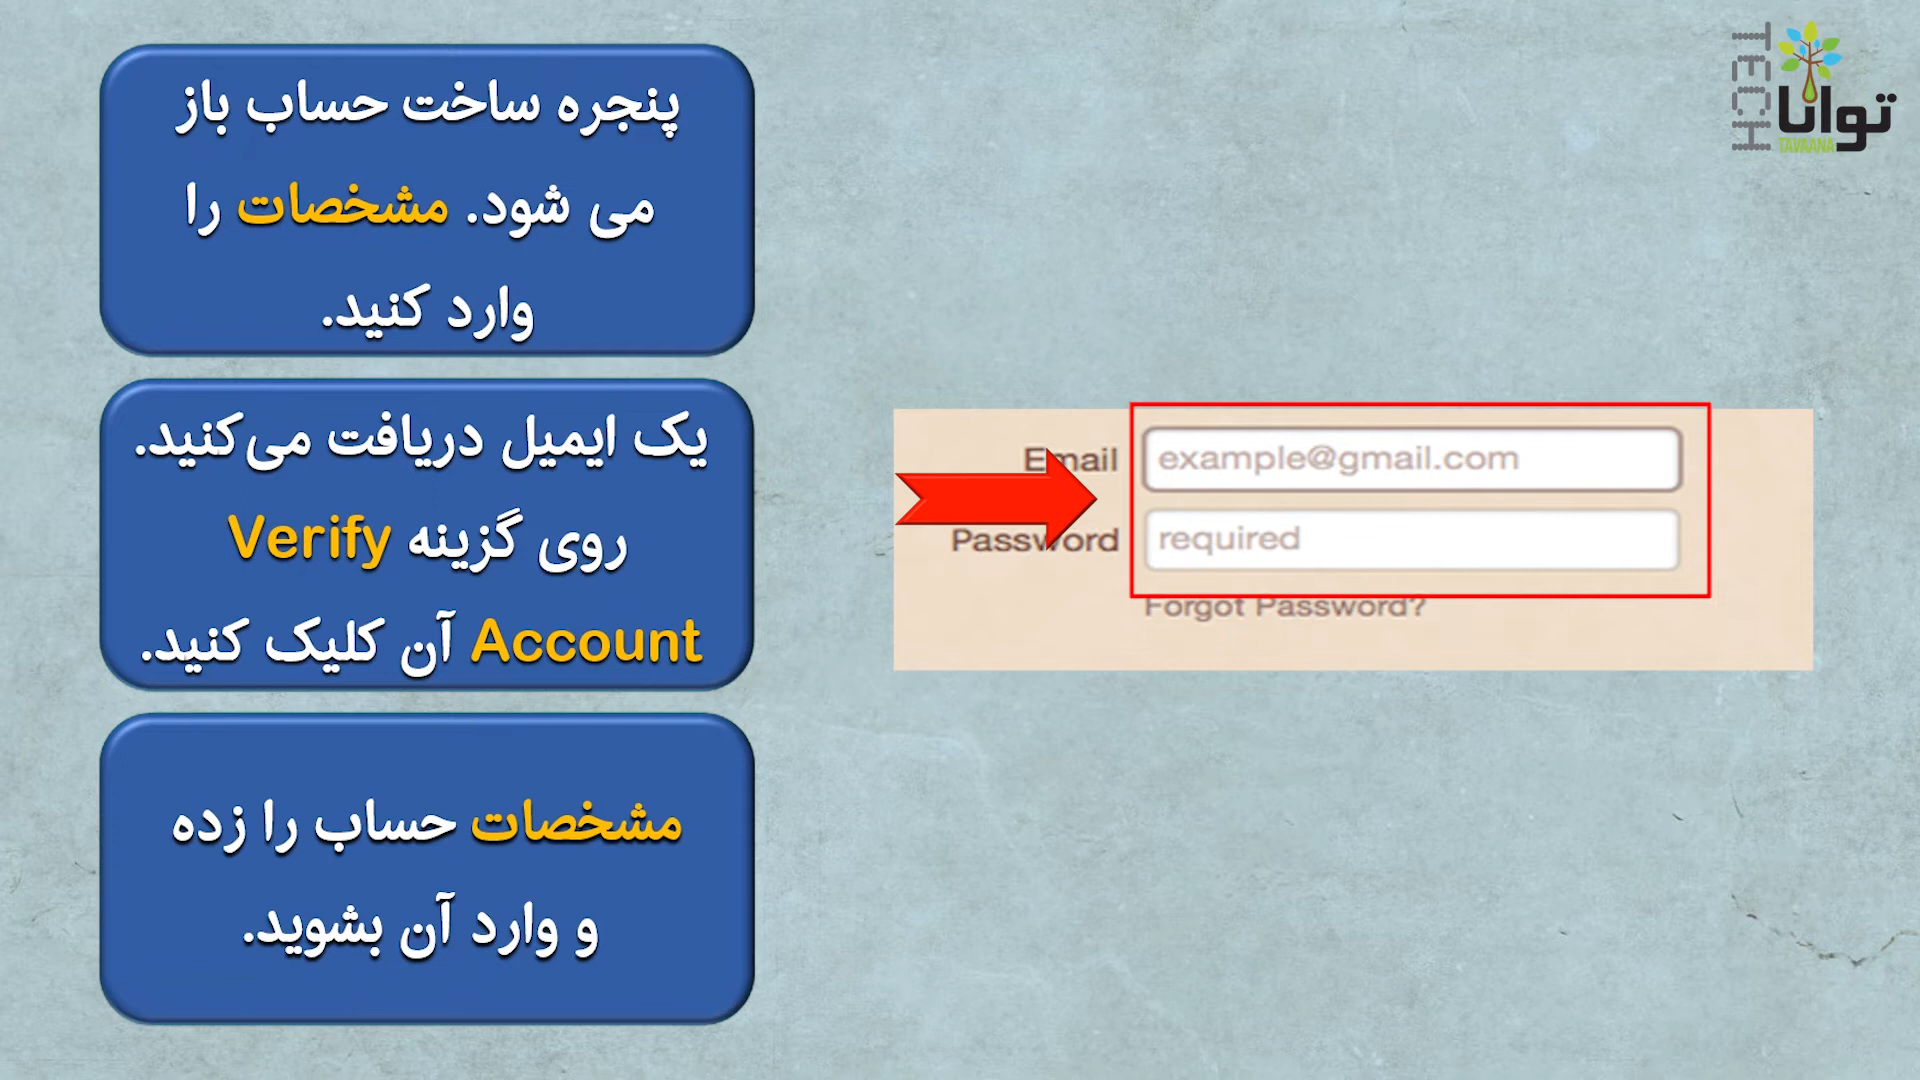 پنجره ساخت حساب باز
می شود. مشخصات را
وارد کنید.
یک ایمیل دریافت می‌کنید.
روی گزینه Verify
Account آن کلیک کنید.
مشخصات حساب را زده
و وارد آن بشوید.
Email
example@gmail.com
Password
required
Forgot Password?
توانا
TAVAANA
TECH